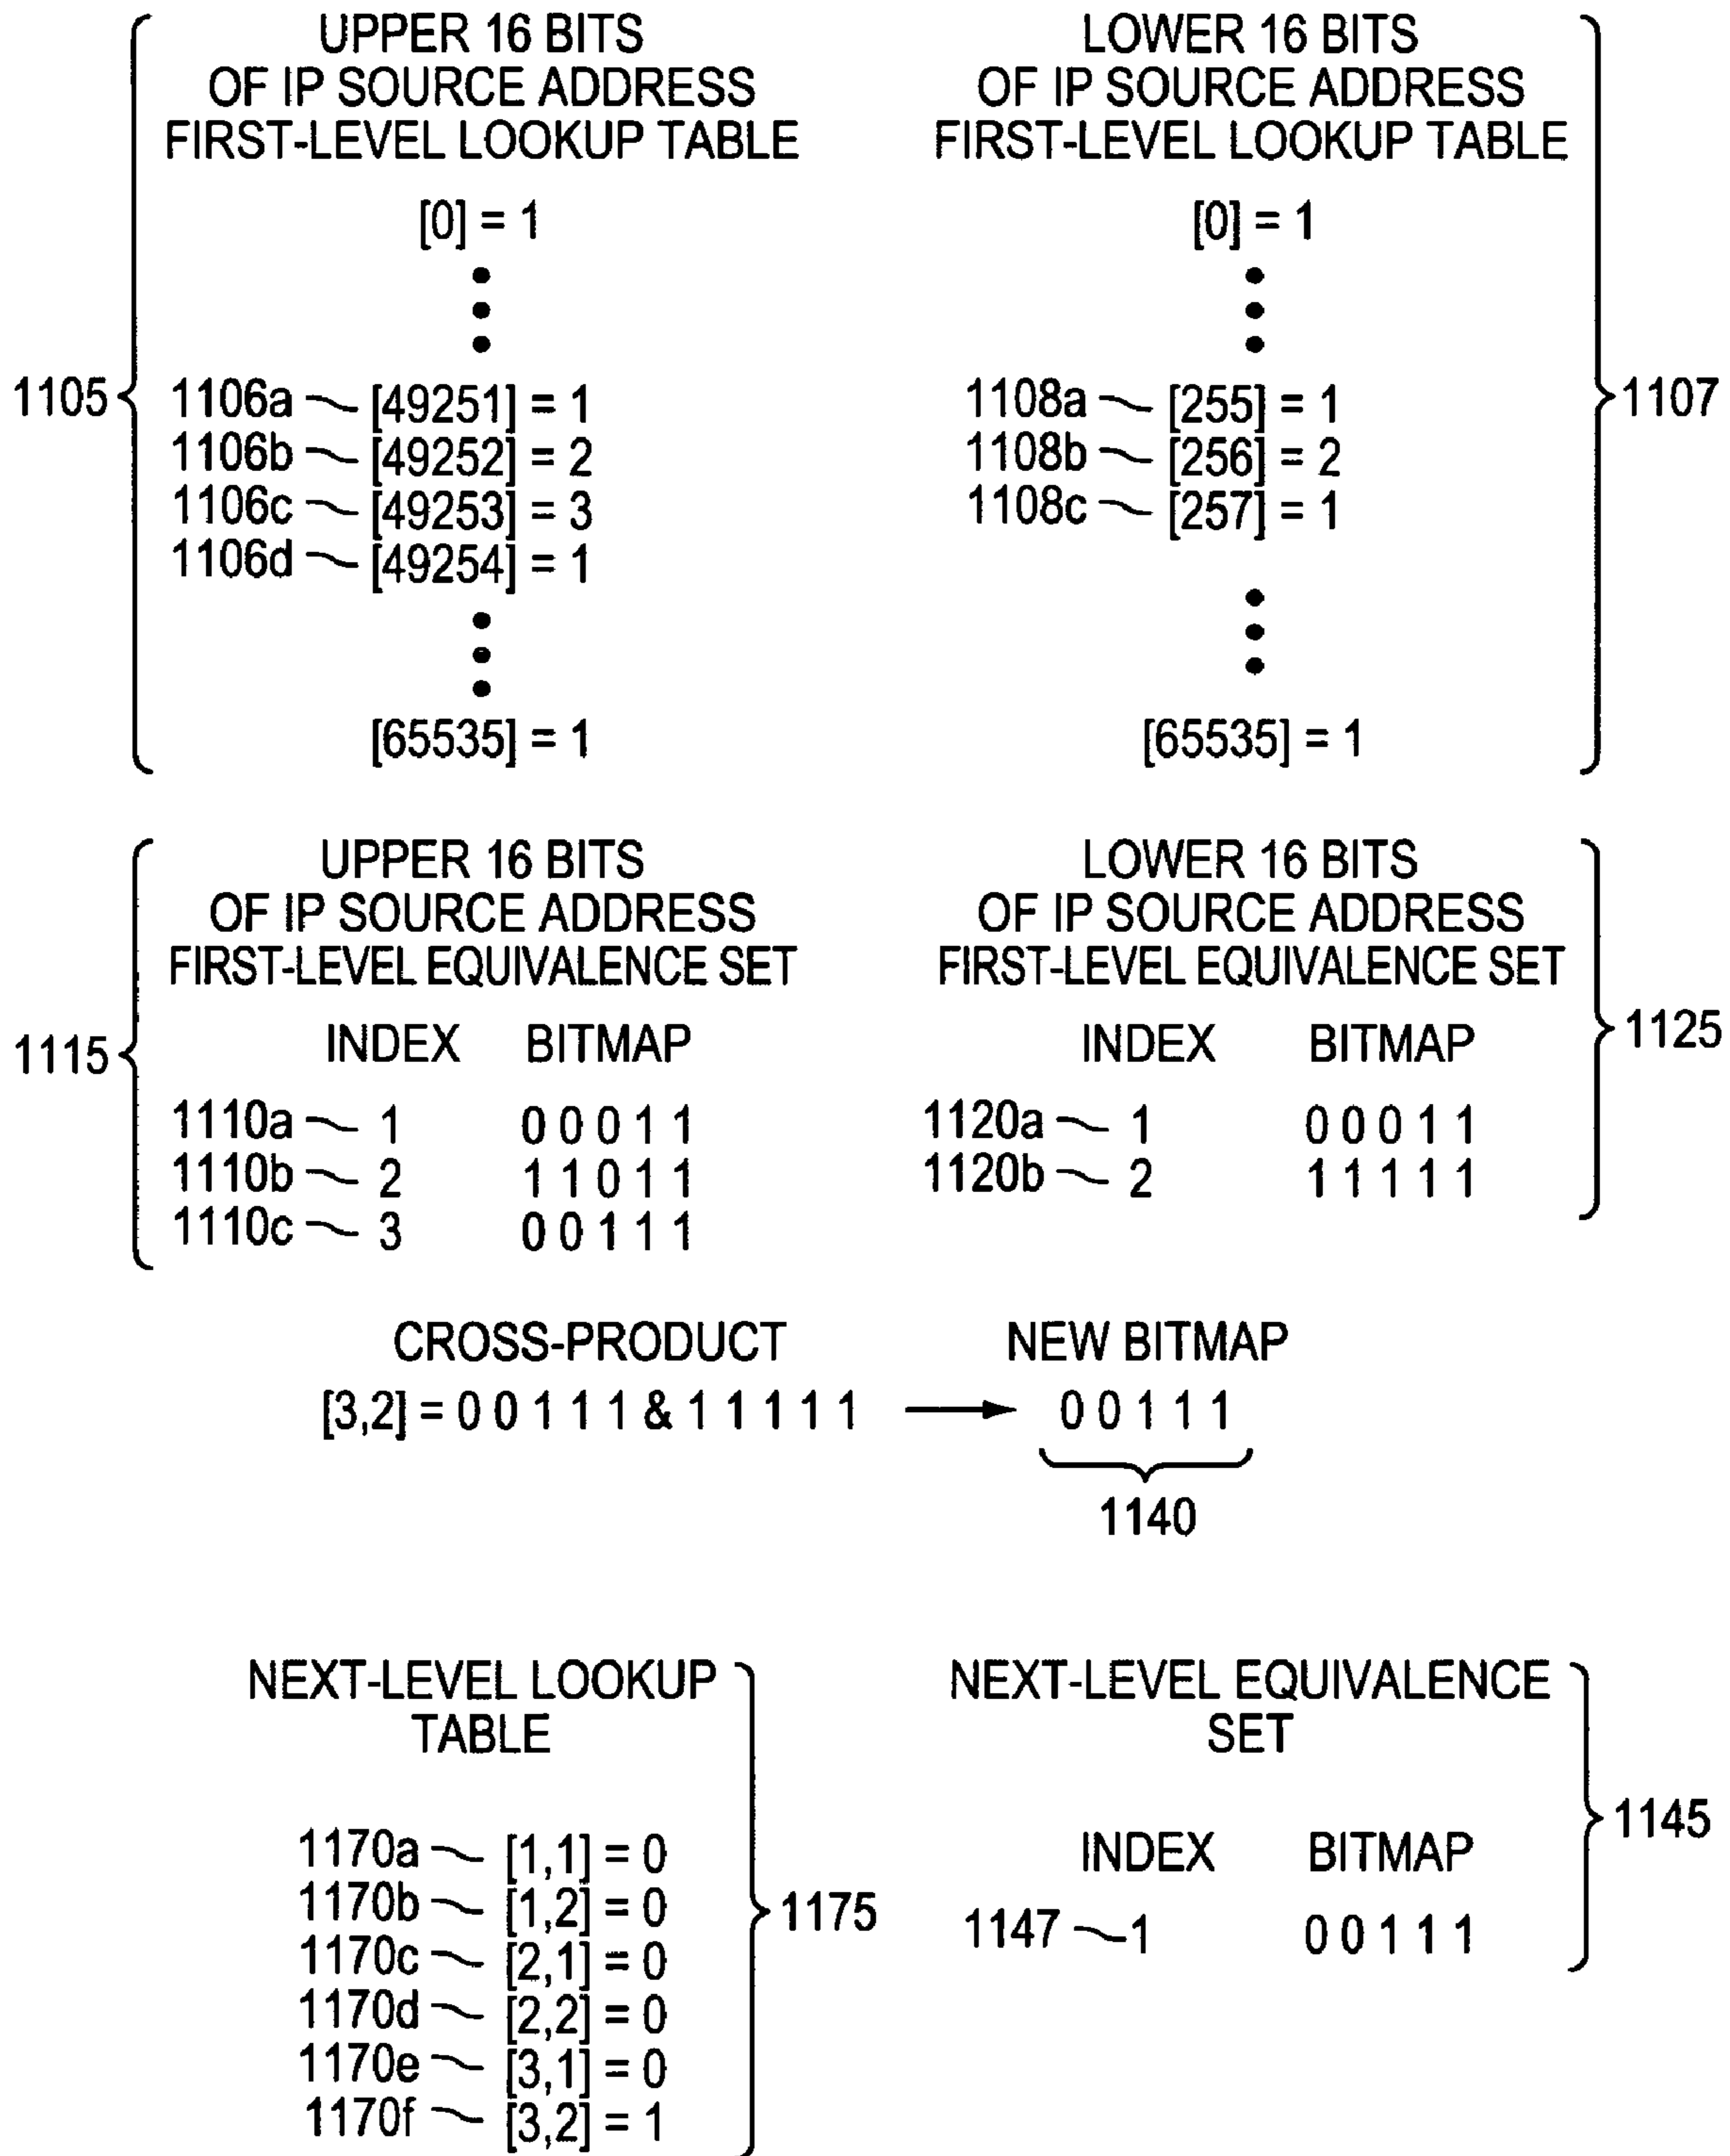 UPPER 16 BITS
OF IP SOURCE ADDRESS
FIRST-LEVEL LOOKUP TABLE
[0] = 1
1105
1106a [49251] = 1
1106b [49252] = 2
1106c [49253] = 3
1106d [49254] = 1
[65535] = 1
LOWER 16 BITS
OF IP SOURCE ADDRESS
FIRST-LEVEL LOOKUP TABLE
[0] = 1
1108a [255] = 1
1107
1108b [256] = 2
1108c [257] = 1
[65535] = 1
UPPER 16 BITS
OF IP SOURCE ADDRESS
FIRST-LEVEL EQUIVALENCE SET
1115
INDEX BITMAP
1110a 1 0 0 0 1 1
1110b 2 1 1 0 1 1
1110c 3 0 0 1 1 1
LOWER 16 BITS
OF IP SOURCE ADDRESS
FIRST-LEVEL EQUIVALENCE SET
1125
INDEX BITMAP
1120a 1 0 0 0 1 1
1120b 2 1 1 1 1 1
CROSS-PRODUCT NEW BITMAP
[3,2] = 0 0 1 1 1 & 1 1 1 1 1 → 0 0 1 1 1
1140
NEXT-LEVEL LOOKUP
TABLE
1170a [1,1] = 0
1170b [1,2] = 0
1175
1170c [2,1] = 0
1170d [2,2] = 0
1170e [3,1] = 0
1170f [3,2] = 1
NEXT-LEVEL EQUIVALENCE
SET
1145
INDEX BITMAP
1147 1 0 0 1 1 1